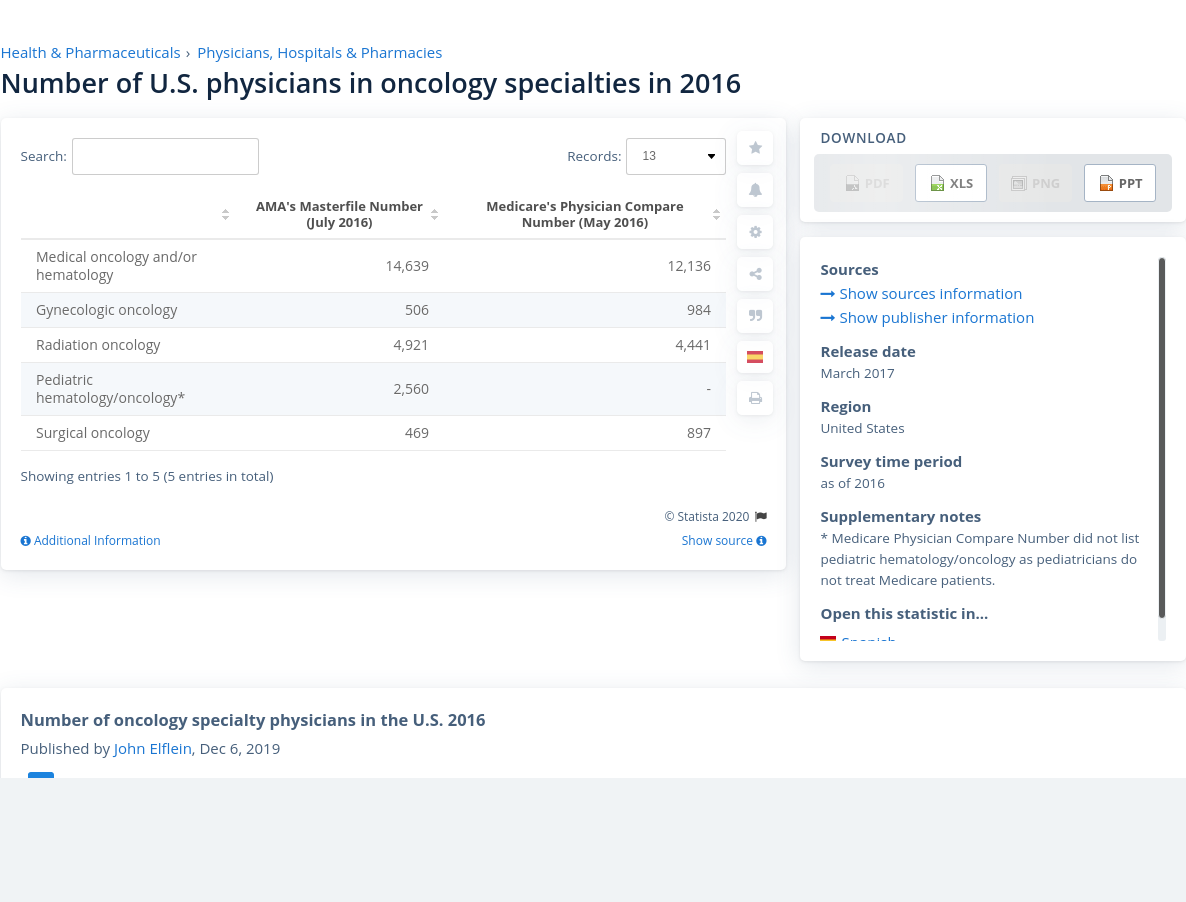 Health & Pharmaceuticals › Physicians, Hospitals & Pharmacies
Number of U.S. physicians in oncology specialties in 2016
Search:
Records: 13
AMA's Masterfile Number
(July 2016)
Medicare's Physician Compare
Number (May 2016)
Medical oncology and/or
hematology
14,639
12,136
Gynecologic oncology 506 984
Radiation oncology 4,921 4,441
Pediatric
hematology/oncology*
2,560
-
Surgical oncology 469 897
Showing entries 1 to 5 (5 entries in total)
© Statista 2020
Additional Information
Show source
DOWNLOAD
PDF XLS PNG PPT
Sources
Show sources information
Show publisher information
Release date
March 2017
Region
United States
Survey time period
as of 2016
Supplementary notes
* Medicare Physician Compare Number did not list
pediatric hematology/oncology as pediatricians do
not treat Medicare patients.
Open this statistic in...
Spanish
Number of oncology specialty physicians in the U.S. 2016
Published by John Elflein, Dec 6, 2019